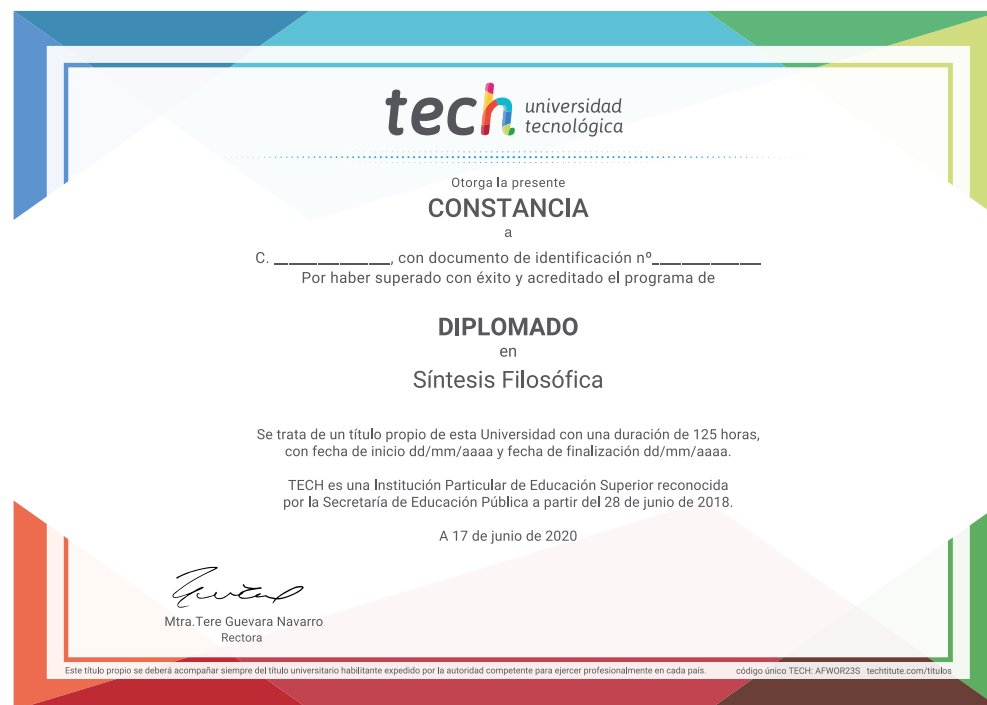 tech universidad
tecnológica
Otorga la presente
CONSTANCIA
a
C. ______________, con documento de identificación nº_____________
Por haber superado con éxito y acreditado el programa de
DIPLOMADO
en
Síntesis Filosófica
Se trata de un título propio de esta Universidad con una duración de 125 horas,
con fecha de inicio dd/mm/aaaa y fecha de finalización dd/mm/aaaa.
TECH es una Institución Particular de Educación Superior reconocida
por la Secretaría de Educación Pública a partir del 28 de junio de 2018.
A 17 de junio de 2020
Mtra.Tere Guevara Navarro
Rectora
Este título propio se deberá acompañar siempre del título universitario habilitante expedido por la autoridad competente para ejercer profesionalmente en cada país. código único TECH: AFWOR23S techtitute.com/titulos